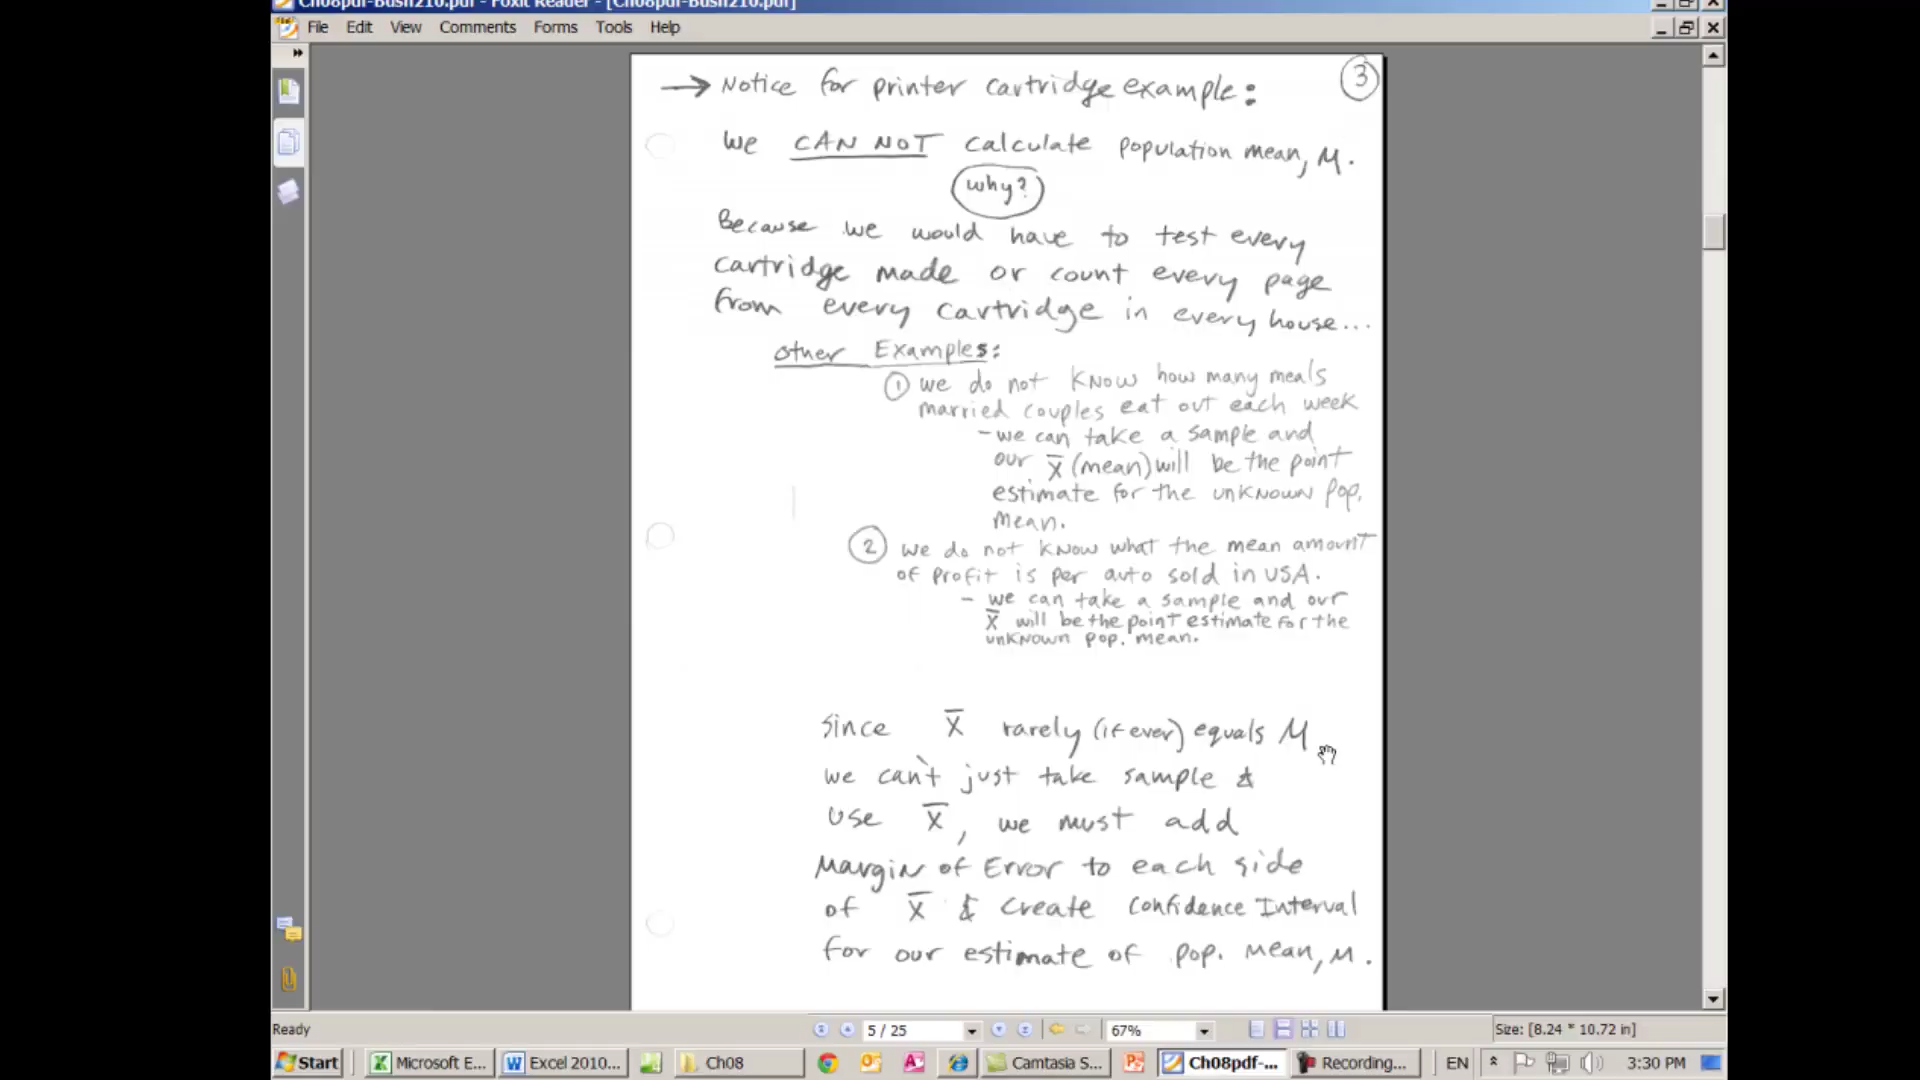 Ch08pdf-Bush210.pdf - Foxit Reader - [Ch08pdf-Bush210.pdf]
File Edit View Comments Forms Tools Help
→ Notice for printer cartridge example: 3
We CAN NOT calculate population mean, M.
why?
Because we would have to test every
cartridge made or count every page
from every cartridge in every house...
other Examples:
1 we do not know how many meals
married couples eat out each week
- we can take a sample and
our x̄ (mean) will be the point
estimate for the unknown pop.
mean.
2 we do not know what the mean amount
of profit is per auto sold in USA.
- we can take a sample and our
x̄ will be the point estimate for the
unknown pop. mean.
Since x̄ rarely (if ever) equals M
we can't just take sample &
use x̄, we must add
Margin of Error to each side
of x̄ & create Confidence Interval
for our estimate of pop. mean, M.
5 / 25 67%
Ready Size: [8.24 * 10.72 in]
Start Microsoft E... Excel 2010... Ch08 Camtasia S... Ch08pdf-... Recording... EN 3:30 PM